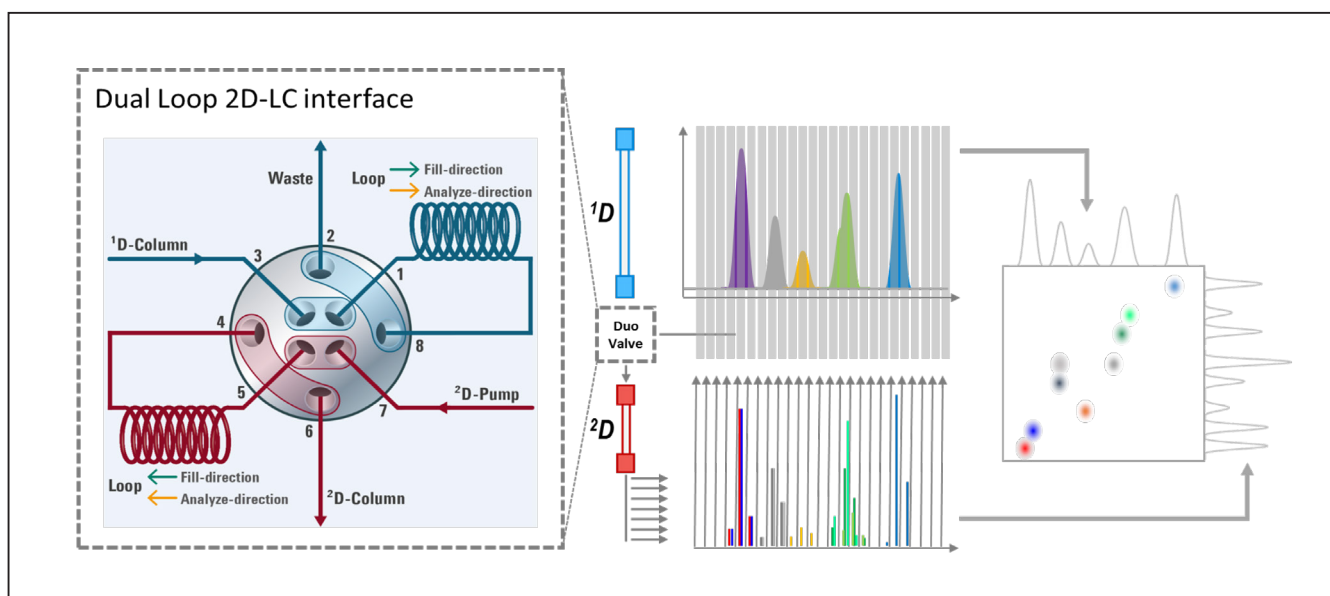 Dual Loop 2D-LC interface
Waste
Loop
Fill-direction
Analyze-direction
2
¹D-Column
3
1
4
8
5
7
²D-Pump
6
Loop
Fill-direction
Analyze-direction
²D-Column
¹D
Duo
Valve
²D